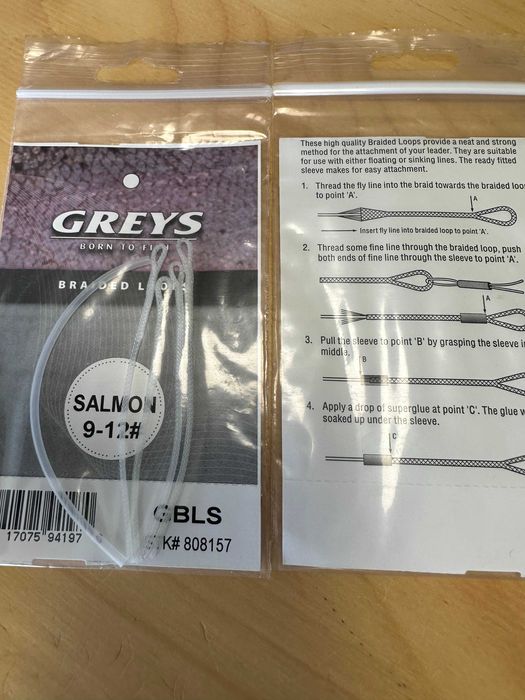 GREYS
BORN TO FISH
BRAIDED LOOPS
SALMON
9-12#
GBLS
17075 94197
STK# 808157
These high quality Braided Loops provide a neat and strong
method for the attachment of your leader. They are suitable
for use with either floating or sinking lines. The ready fitted
sleeve makes for easy attachment.
1. Thread the fly line into the braid towards the braided loo
to point 'A'.
A
Insert fly line into braided loop to point 'A'.
2. Thread some fine line through the braided loop, push
both ends of fine line through the sleeve to point 'A'.
A
3. Pull the sleeve to point 'B' by grasping the sleeve in
middle.
B
4. Apply a drop of superglue at point 'C'. The glue w
soaked up under the sleeve.
C